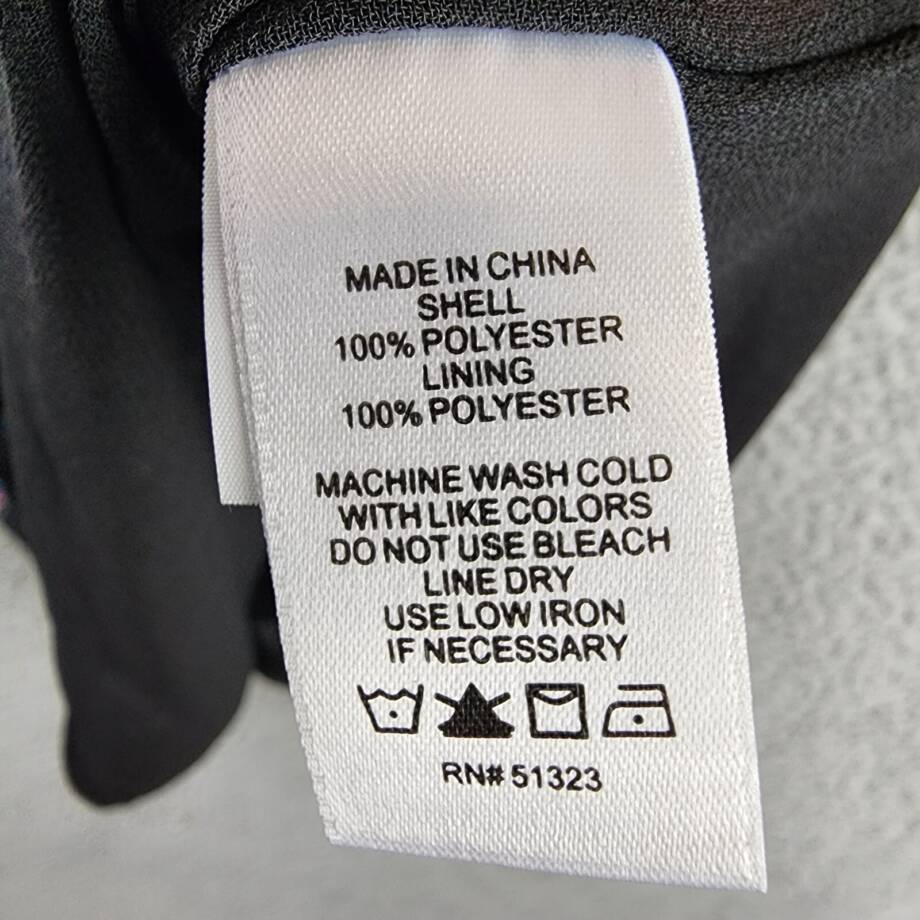 MADE IN CHINA
SHELL
100% POLYESTER
LINING
100% POLYESTER
MACHINE WASH COLD
WITH LIKE COLORS
DO NOT USE BLEACH
LINE DRY
USE LOW IRON
IF NECESSARY
RN# 51323